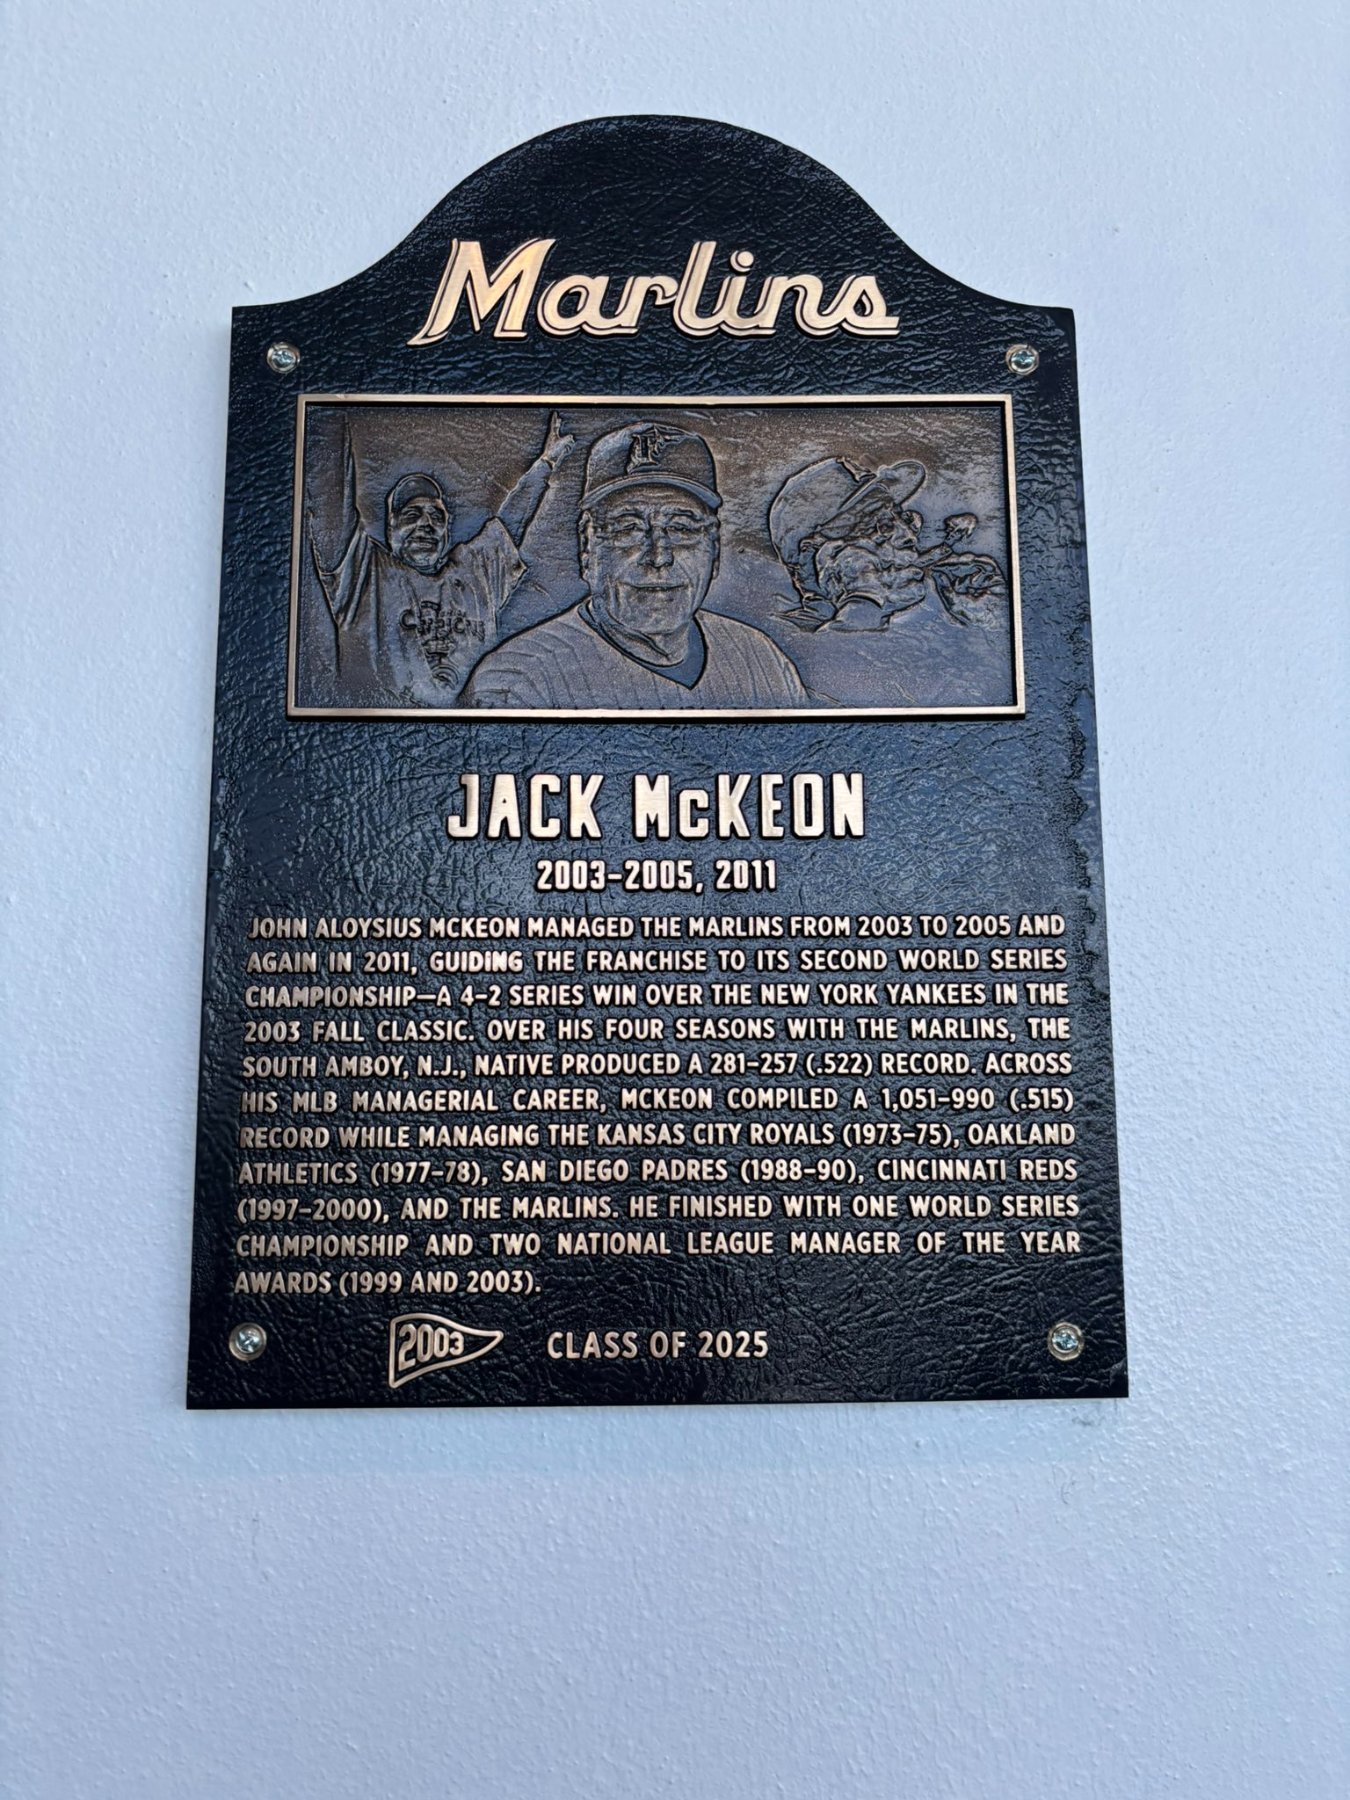 Marlins
JACK McKEON
2003-2005, 2011
JOHN ALOYSIUS MCKEON MANAGED THE MARLINS FROM 2003 TO 2005 AND
AGAIN IN 2011, GUIDING THE FRANCHISE TO ITS SECOND WORLD SERIES
CHAMPIONSHIP—A 4-2 SERIES WIN OVER THE NEW YORK YANKEES IN THE
2003 FALL CLASSIC. OVER HIS FOUR SEASONS WITH THE MARLINS, THE
SOUTH AMBOY, N.J., NATIVE PRODUCED A 281-257 (.522) RECORD. ACROSS
HIS MLB MANAGERIAL CAREER, MCKEON COMPILED A 1,051-990 (.515)
RECORD WHILE MANAGING THE KANSAS CITY ROYALS (1973-75), OAKLAND
ATHLETICS (1977-78), SAN DIEGO PADRES (1988-90), CINCINNATI REDS
(1997-2000), AND THE MARLINS. HE FINISHED WITH ONE WORLD SERIES
CHAMPIONSHIP AND TWO NATIONAL LEAGUE MANAGER OF THE YEAR
AWARDS (1999 AND 2003).
2003 CLASS OF 2025